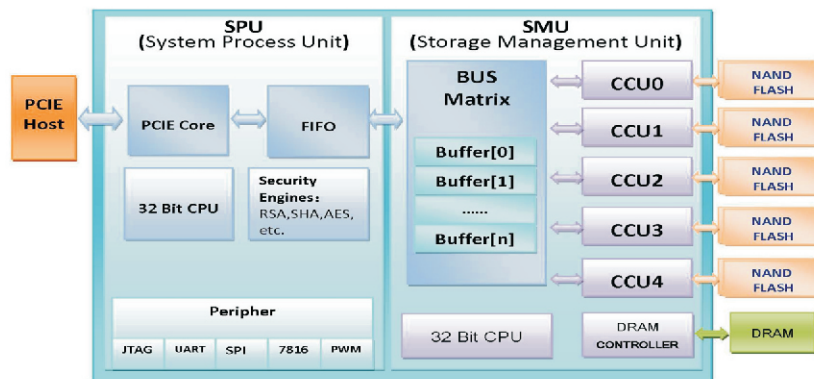 SPU
(System Process Unit)
SMU
(Storage Management Unit)
PCIE
Host
PCIE Core
FIFO
32 Bit CPU
Security
Engines:
RSA,SHA,AES,
etc.
Peripher
JTAG
UART
SPI
7816
PWM
BUS
Matrix
Buffer[0]
Buffer[1]
......
Buffer[n]
CCU0
CCU1
CCU2
CCU3
CCU4
32 Bit CPU
DRAM
CONTROLLER
NAND
FLASH
NAND
FLASH
NAND
FLASH
NAND
FLASH
NAND
FLASH
DRAM